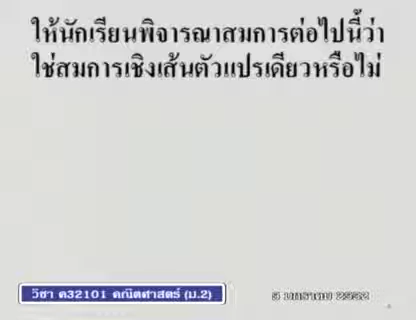 ให้นักเรียนพิจารณาสมการต่อไปนี้ว่า
ใช่สมการเชิงเส้นตัวแปรเดียวหรือไม่
วิชา ค32101 คณิตศาสตร์ (ม.2)
2552